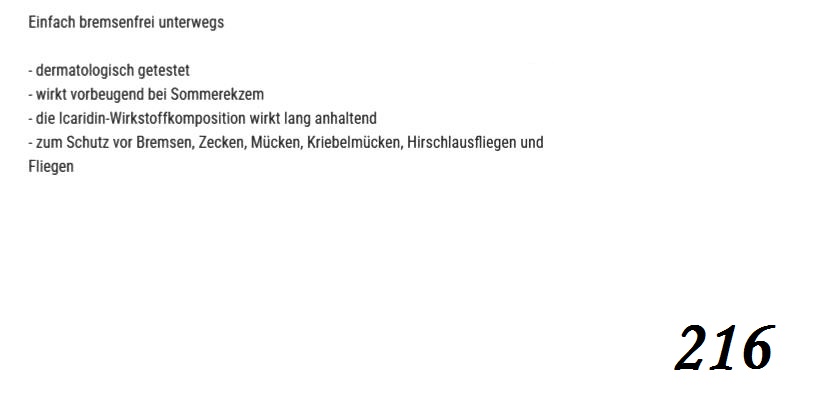 Einfach bremsenfrei unterwegs
- dermatologisch getestet
- wirkt vorbeugend bei Sommerekzem
- die Icaridin-Wirkstoffkomposition wirkt lang anhaltend
- zum Schutz vor Bremsen, Zecken, Mücken, Kriebelmücken, Hirschlausfliegen und
Fliegen
216